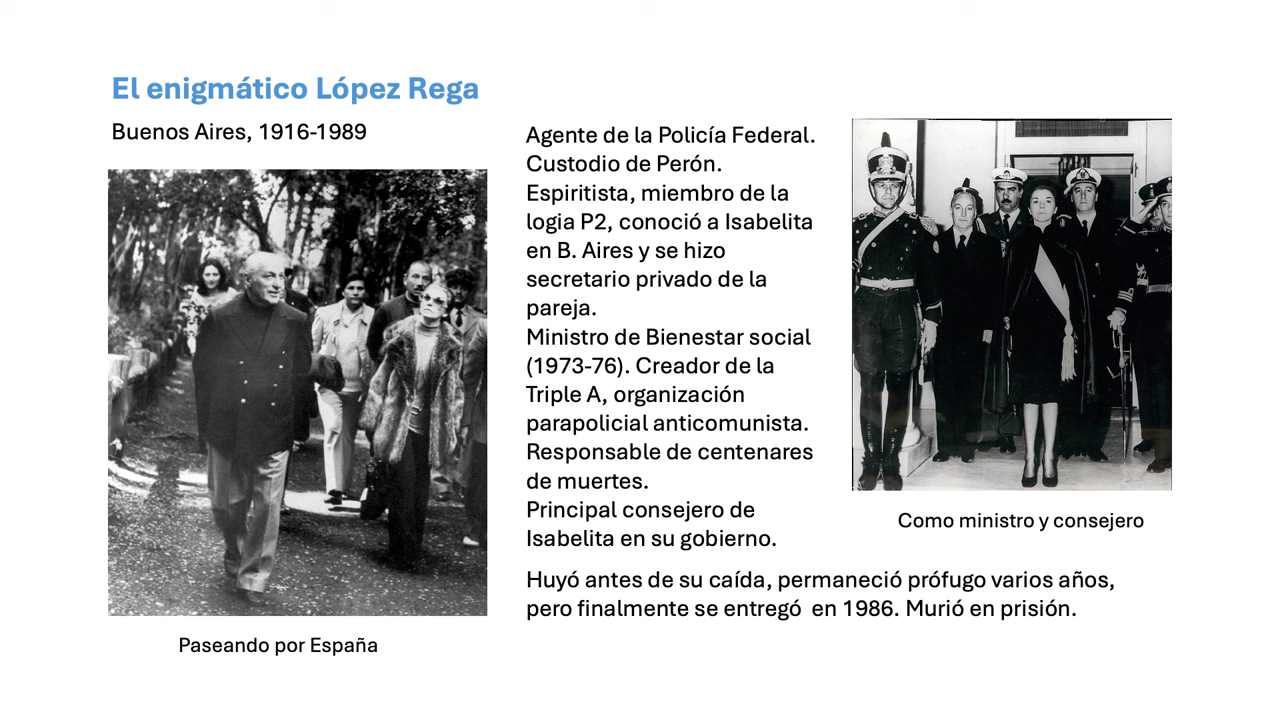 El enigmático López Rega
Buenos Aires, 1916-1989
Agente de la Policía Federal.
Custodio de Perón.
Espiritista, miembro de la
logia P2, conoció a Isabelita
en B. Aires y se hizo
secretario privado de la
pareja.
Ministro de Bienestar social
(1973-76). Creador de la
Triple A, organización
parapolicial anticomunista.
Responsable de centenares
de muertes.
Principal consejero de
Isabelita en su gobierno.
Huyó antes de su caída, permaneció prófugo varios años,
pero finalmente se entregó  en 1986. Murió en prisión.
Paseando por España
Como ministro y consejero